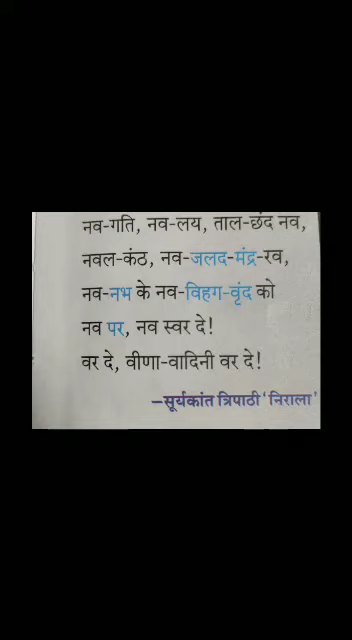 नव-गति, नव-लय, ताल-छंद नव,
नवल-कंठ, नव-जलद-मंद्र-रव,
नव-नभ के नव-विहग-वृंद को
नव पर, नव स्वर दे!
वर दे, वीणा-वादिनी वर दे!
—सूर्यकांत त्रिपाठी 'निराला'